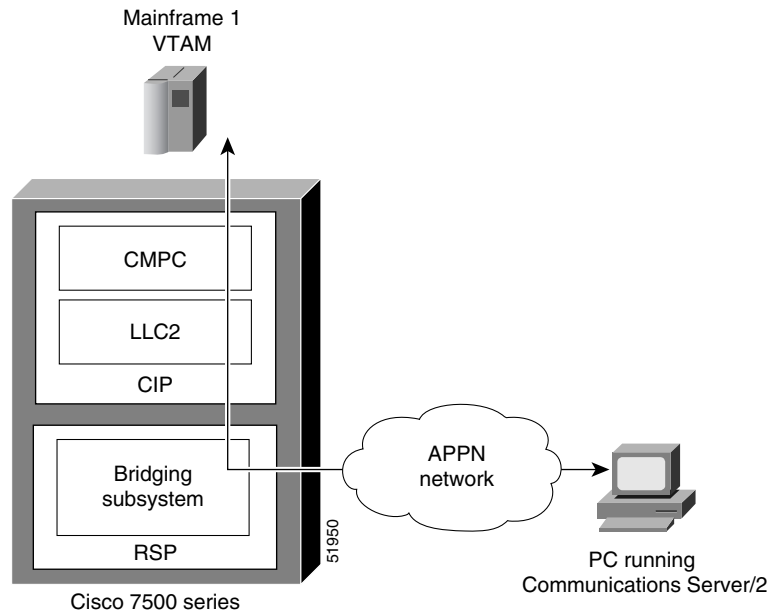 Mainframe 1
VTAM
CMPC
LLC2
CIP
Bridging
subsystem
RSP
Cisco 7500 series
51950
APPN
network
PC running
Communications Server/2